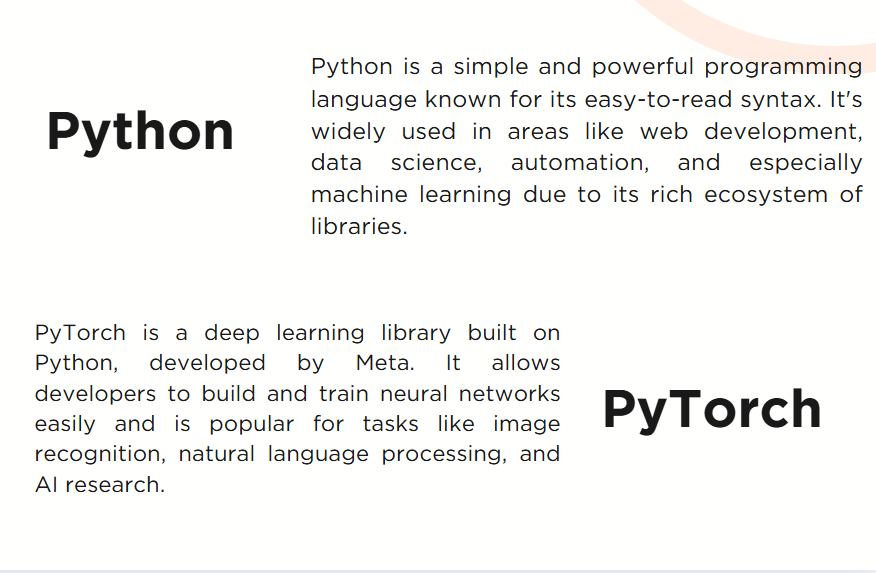 Python
Python is a simple and powerful programming
language known for its easy-to-read syntax. It's
widely used in areas like web development,
data science, automation, and especially
machine learning due to its rich ecosystem of
libraries.
PyTorch is a deep learning library built on
Python, developed by Meta. It allows
developers to build and train neural networks
easily and is popular for tasks like image
recognition, natural language processing, and
AI research.
PyTorch